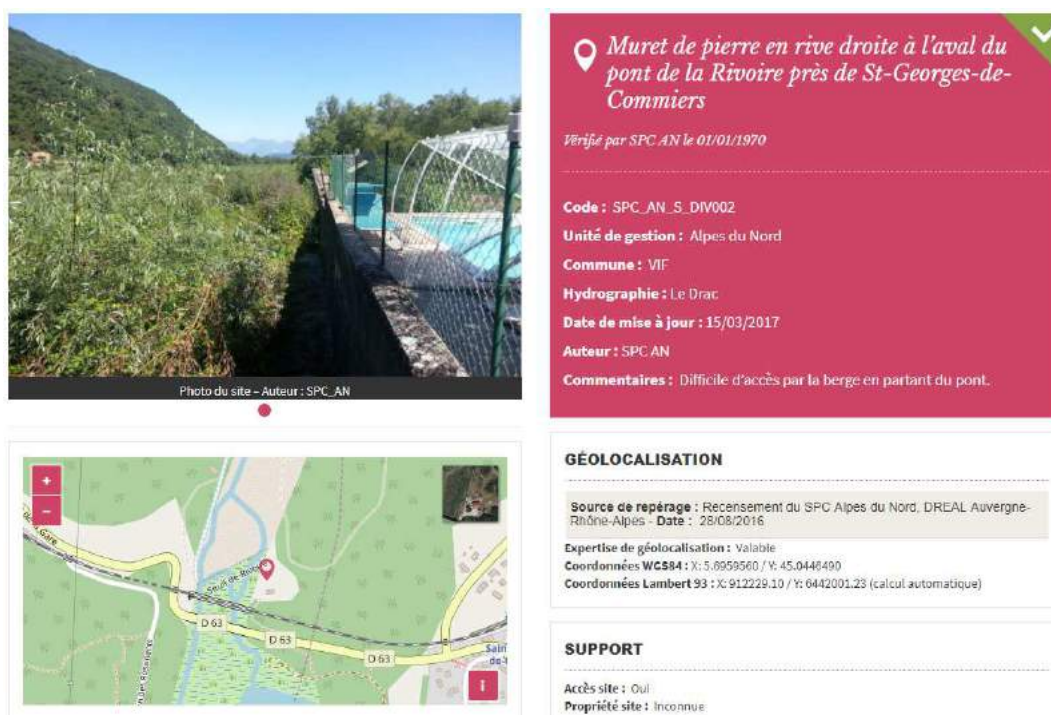 Photo du site – Auteur : SPC_AN
+
−
D 63
D 63
D 63
Muret de pierre en rive droite à l'aval du
pont de la Rivoire près de St-Georges-de-
Commiers
Vérifié par SPC AN le 01/01/1970
Code : SPC_AN_S_DIV002
Unité de gestion : Alpes du Nord
Commune : VIF
Hydrographie : Le Drac
Date de mise à jour : 15/03/2017
Auteur : SPC AN
Commentaires : Difficile d'accès par la berge en partant du pont.
GÉOLOCALISATION
Source de repérage : Recensement du SPC Alpes du Nord, DREAL Auvergne-
Rhône-Alpes - Date : 28/08/2016
Expertise de géolocalisation : Valable
Coordonnées WGS84 : X: 5.6959560 / Y: 45.0446490
Coordonnées Lambert 93 : X: 912229.10 / Y: 6442001.23 (calcul automatique)
SUPPORT
Accès site : Oui
Propriété site : Inconnue